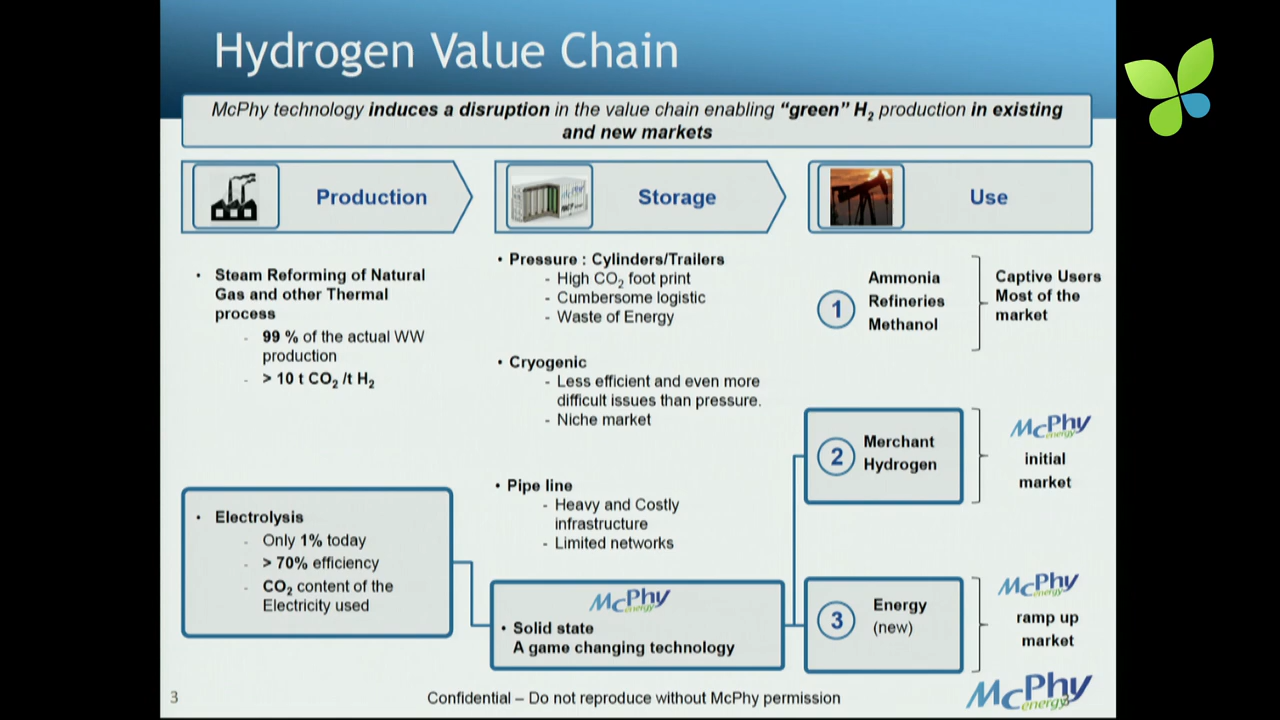 Hydrogen Value Chain
McPhy technology induces a disruption in the value chain enabling “green” H₂ production in existing
and new markets
Production
Storage
Use
• Steam Reforming of Natural
Gas and other Thermal
process
- 99 % of the actual WW
production
- > 10 t CO₂ /t H₂
• Electrolysis
- Only 1% today
- > 70% efficiency
- CO₂ content of the
Electricity used
• Pressure : Cylinders/Trailers
- High CO₂ foot print
- Cumbersome logistic
- Waste of Energy
• Cryogenic
- Less efficient and even more
difficult issues than pressure.
- Niche market
• Pipe line
- Heavy and Costly
infrastructure
- Limited networks
McPhy
energy
• Solid state
A game changing technology
1
Ammonia
Refineries
Methanol
Captive Users
Most of the
market
2
Merchant
Hydrogen
McPhy
energy
initial
market
3
Energy
(new)
McPhy
energy
ramp up
market
3
Confidential – Do not reproduce without McPhy permission
McPhy
energy
3